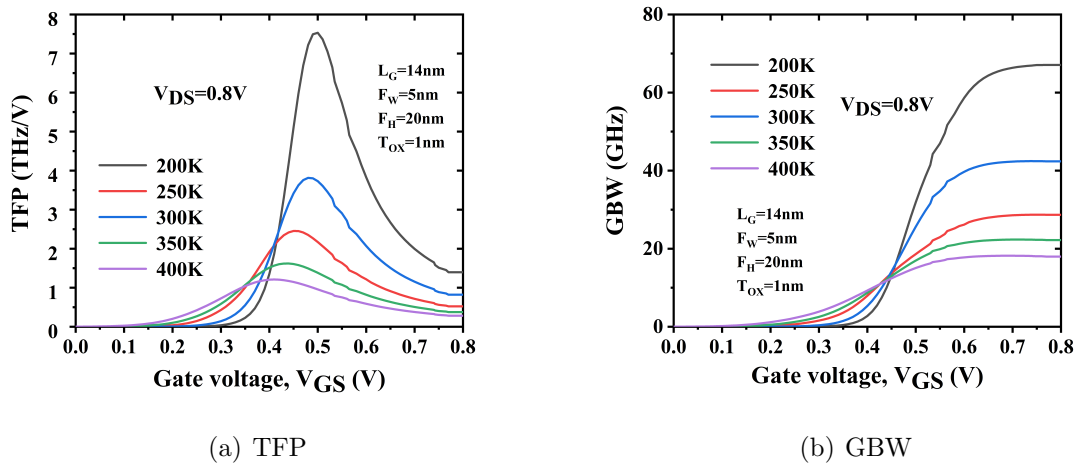 8
7
6
5
4
3
2
1
0
TFP (THz/V)
V_DS=0.8V
L_G=14nm
F_W=5nm
F_H=20nm
T_OX=1nm
200K
250K
300K
350K
400K
0.0 0.1 0.2 0.3 0.4 0.5 0.6 0.7 0.8
Gate voltage, V_GS (V)
(a) TFP
80
60
40
20
0
GBW (GHz)
200K
250K
300K
350K
400K
V_DS=0.8V
L_G=14nm
F_W=5nm
F_H=20nm
T_OX=1nm
0.0 0.1 0.2 0.3 0.4 0.5 0.6 0.7 0.8
Gate voltage, V_GS (V)
(b) GBW